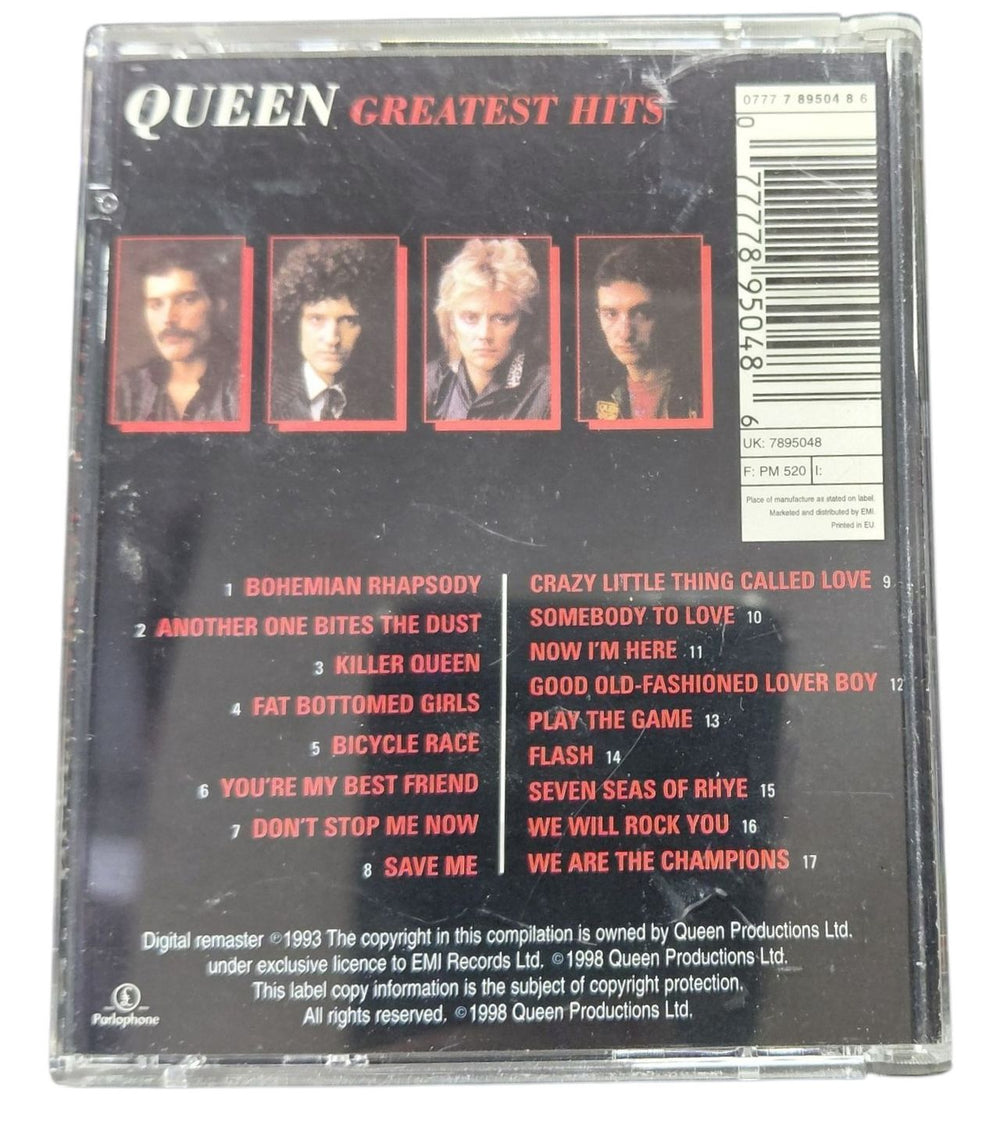 QUEEN GREATEST HITS
0777 7 89504 8 6
0 77778 95048 6
UK: 7895048
F: PM 520 I:
Place of manufacture as stated on label.
Marketed and distributed by EMI.
Printed in EU
1 BOHEMIAN RHAPSODY
2 ANOTHER ONE BITES THE DUST
3 KILLER QUEEN
4 FAT BOTTOMED GIRLS
5 BICYCLE RACE
6 YOU'RE MY BEST FRIEND
7 DON'T STOP ME NOW
8 SAVE ME
CRAZY LITTLE THING CALLED LOVE 9
SOMEBODY TO LOVE 10
NOW I'M HERE 11
GOOD OLD-FASHIONED LOVER BOY 12
PLAY THE GAME 13
FLASH 14
SEVEN SEAS OF RHYE 15
WE WILL ROCK YOU 16
WE ARE THE CHAMPIONS 17
Digital remaster ℗1993 The copyright in this compilation is owned by Queen Productions Ltd.
under exclusive licence to EMI Records Ltd. ©1998 Queen Productions Ltd.
This label copy information is the subject of copyright protection.
All rights reserved. ©1998 Queen Productions Ltd.
£
Parlophone